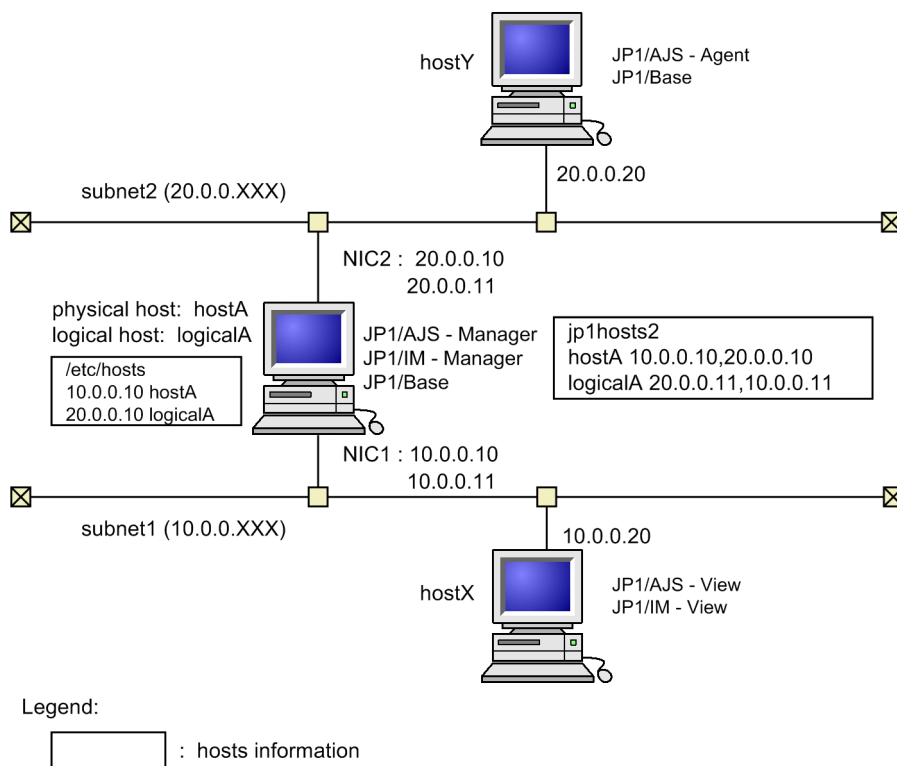 hostY
JP1/AJS - Agent
JP1/Base
20.0.0.20
subnet2 (20.0.0.XXX)
NIC2 : 20.0.0.10
20.0.0.11
physical host: hostA
logical host: logicalA
/etc/hosts
10.0.0.10 hostA
20.0.0.10 logicalA
JP1/AJS - Manager
JP1/IM - Manager
JP1/Base
jp1hosts2
hostA 10.0.0.10,20.0.0.10
logicalA 20.0.0.11,10.0.0.11
NIC1 : 10.0.0.10
10.0.0.11
subnet1 (10.0.0.XXX)
10.0.0.20
hostX
JP1/AJS - View
JP1/IM - View
Legend:
: hosts information